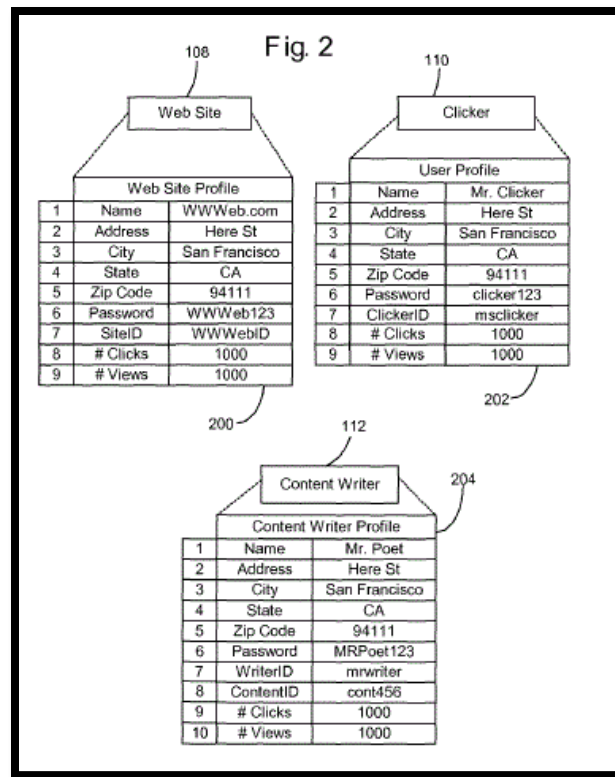 Fig. 2
108
Web Site
Web Site Profile
1 Name WWWeb.com
2 Address Here St
3 City San Francisco
4 State CA
5 Zip Code 94111
6 Password WWWeb123
7 SiteID WWWebID
8 # Clicks 1000
9 # Views 1000
200
110
Clicker
User Profile
1 Name Mr. Clicker
2 Address Here St
3 City San Francisco
4 State CA
5 Zip Code 94111
6 Password clicker123
7 ClickerID msclicker
8 # Clicks 1000
9 # Views 1000
202
112
Content Writer
204
Content Writer Profile
1 Name Mr. Poet
2 Address Here St
3 City San Francisco
4 State CA
5 Zip Code 94111
6 Password MRPoet123
7 WriterID mrwriter
8 ContentID cont456
9 # Clicks 1000
10 # Views 1000